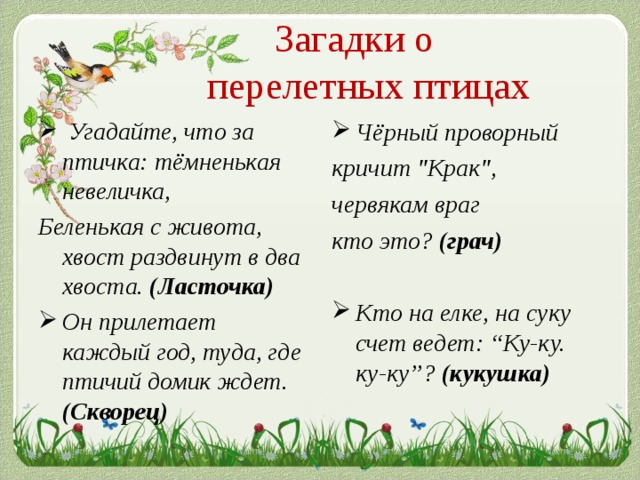 Загадки о
перелетных птицах
Угадайте, что за
птичка: тёмненькая
невеличка,
Беленькая с живота,
хвост раздвинут в два
хвоста. (Ласточка)
Он прилетает
каждый год, туда, где
птичий домик ждет.
(Скворец)
Чёрный проворный
кричит "Крак",
червякам враг
кто это? (грач)
Кто на елке, на суку
счет ведет: “Ку-ку.
ку-ку”? (кукушка)